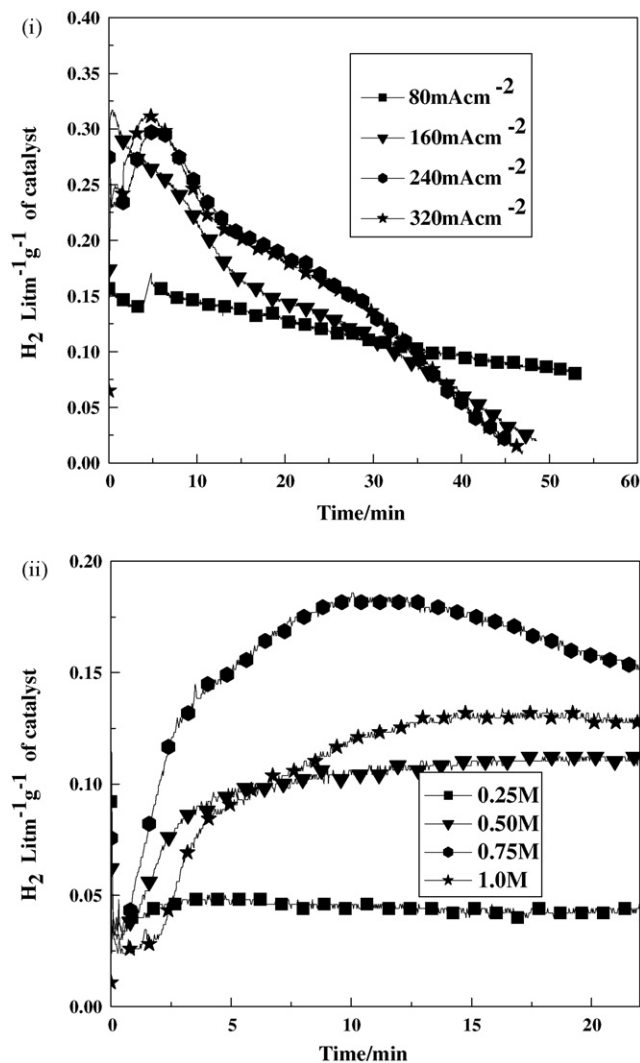 (i)
0.40
0.35
0.30
0.25
0.20
0.15
0.10
0.05
0.00
H₂ Litm⁻¹g⁻¹ of catalyst
80mAcm⁻²
160mAcm⁻²
240mAcm⁻²
320mAcm⁻²
0 10 20 30 40 50 60
Time/min
(ii)
0.20
0.15
0.10
0.05
0.00
H₂ Litm⁻¹g⁻¹ of catalyst
0.25M
0.50M
0.75M
1.0M
0 5 10 15 20
Time/min